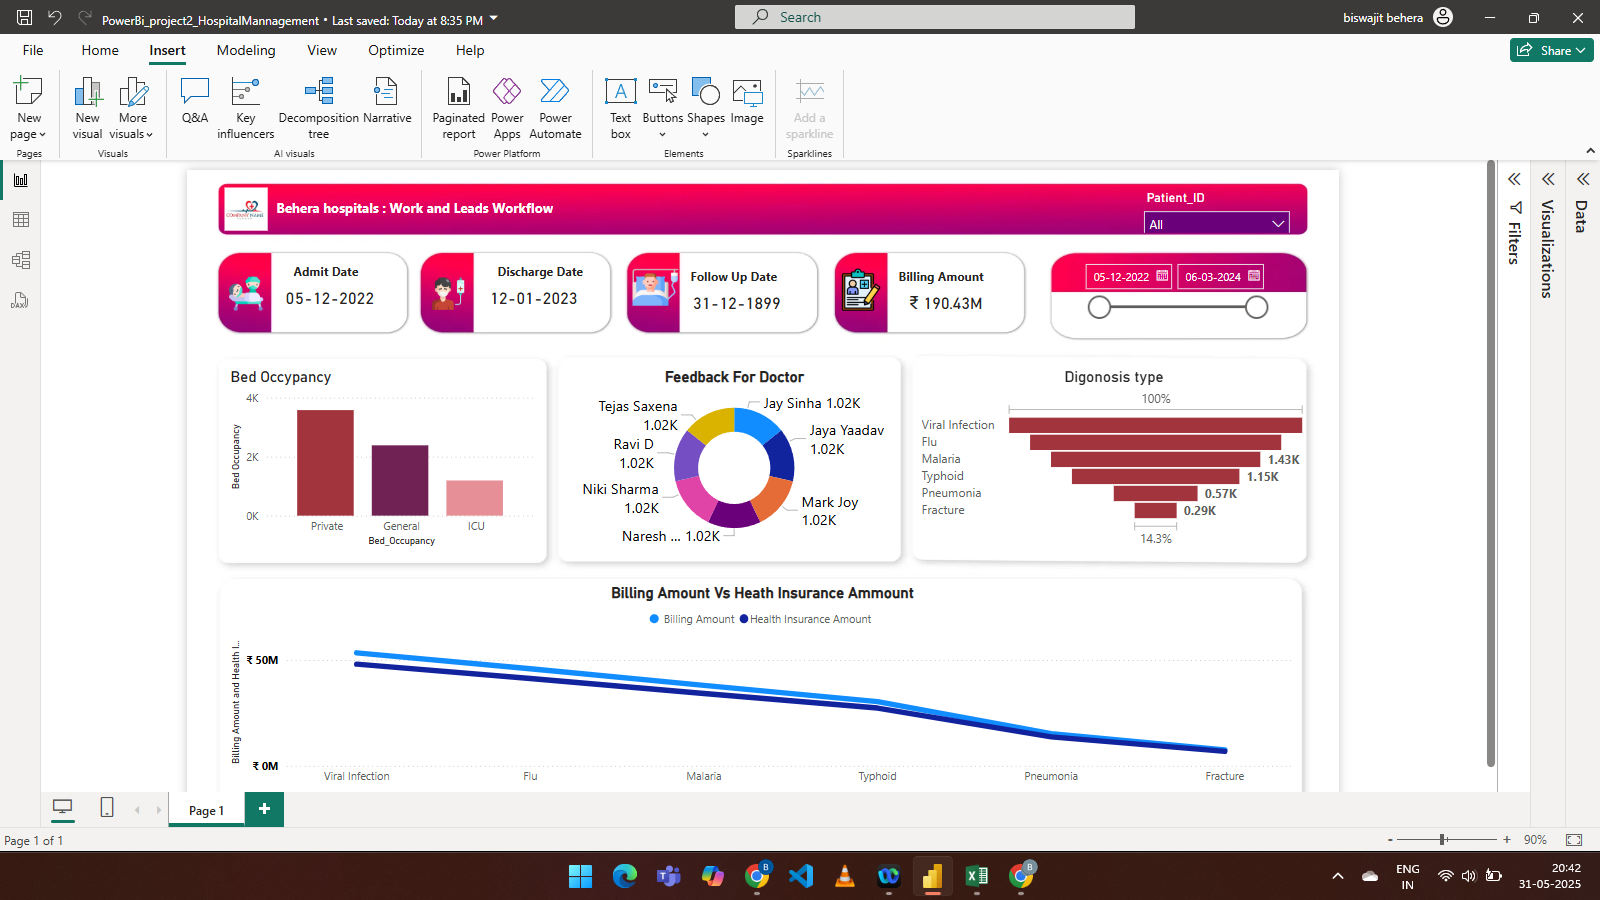 PowerBi_project2_HospitalMannagement • Last saved: Today at 8:35 PM
Search
biswajit behera
File Home Insert Modeling View Optimize Help
Share
New page
New visual
More visuals
Q&A
Key influencers
Decomposition tree
Narrative
Paginated report
Power Apps
Power Automate
Text box
Buttons
Shapes
Image
Add a sparkline
Pages
Visuals
AI visuals
Power Platform
Elements
Sparklines
COMPANY NAME
Behera hospitals : Work and Leads Workflow
Patient_ID
All
Admit Date
05-12-2022
Discharge Date
12-01-2023
Follow Up Date
31-12-1899
Billing Amount
₹ 190.43M
05-12-2022
06-03-2024
Filters
Visualizations
Data
Bed Occypancy
Bed Occupancy
4K
2K
0K
Private General ICU
Bed_Occupancy
Feedback For Doctor
Jay Sinha 1.02K
Jaya Yaadav
1.02K
Mark Joy
1.02K
Naresh ... 1.02K
Niki Sharma
1.02K
Ravi D
1.02K
Tejas Saxena
1.02K
Digonosis type
100%
Viral Infection
Flu
Malaria 1.43K
Typhoid 1.15K
Pneumonia 0.57K
Fracture 0.29K
14.3%
Billing Amount Vs Heath Insurance Ammount
Billing Amount Health Insurance Amount
Billing Amount and Health I...
₹ 50M
₹ 0M
Viral Infection Flu Malaria Typhoid Pneumonia Fracture
Page 1
Page 1 of 1
- + 90%
DAX
ENG
IN
20:42
31-05-2025